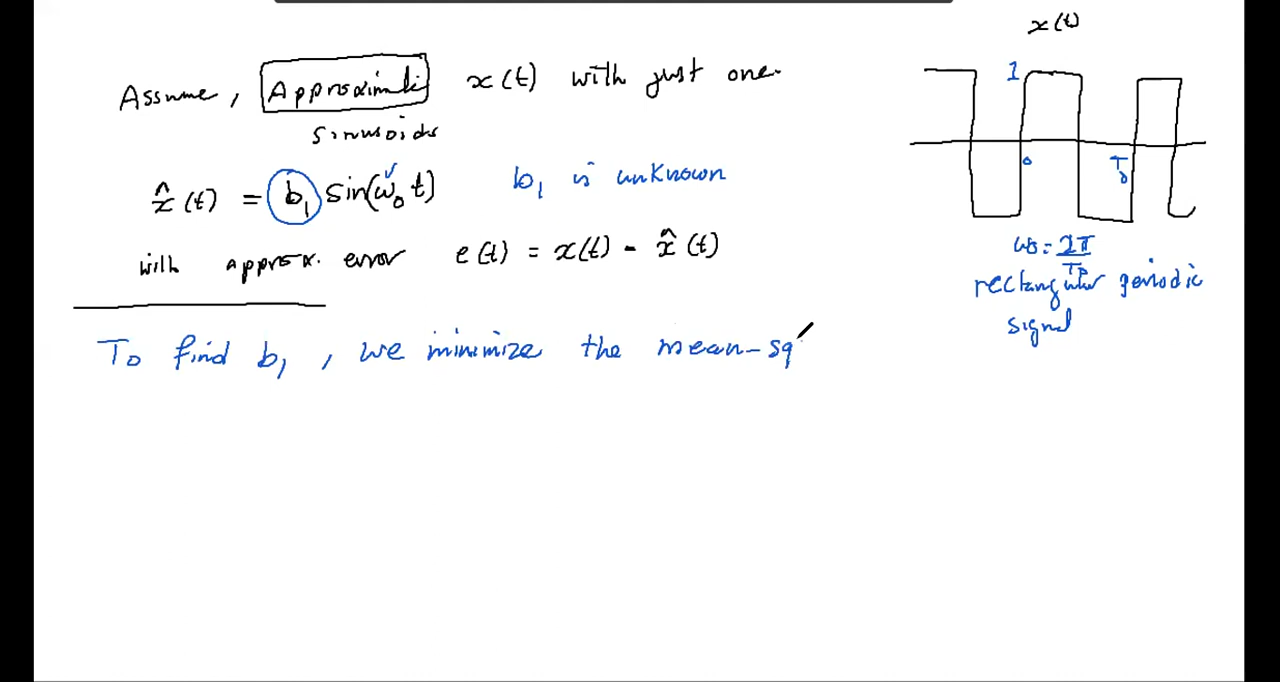 x(t)
Assume, Approximate x(t) with just one
sinusoids
x̂(t) = b₁ sin(ω₀t) b₁ is unknown
with approx. error e(t) = x(t) - x̂(t)
To find b₁, we minimize the mean-sq
1
0 T₀
ω₀ = 2π/T₀
rectangular periodic
signal